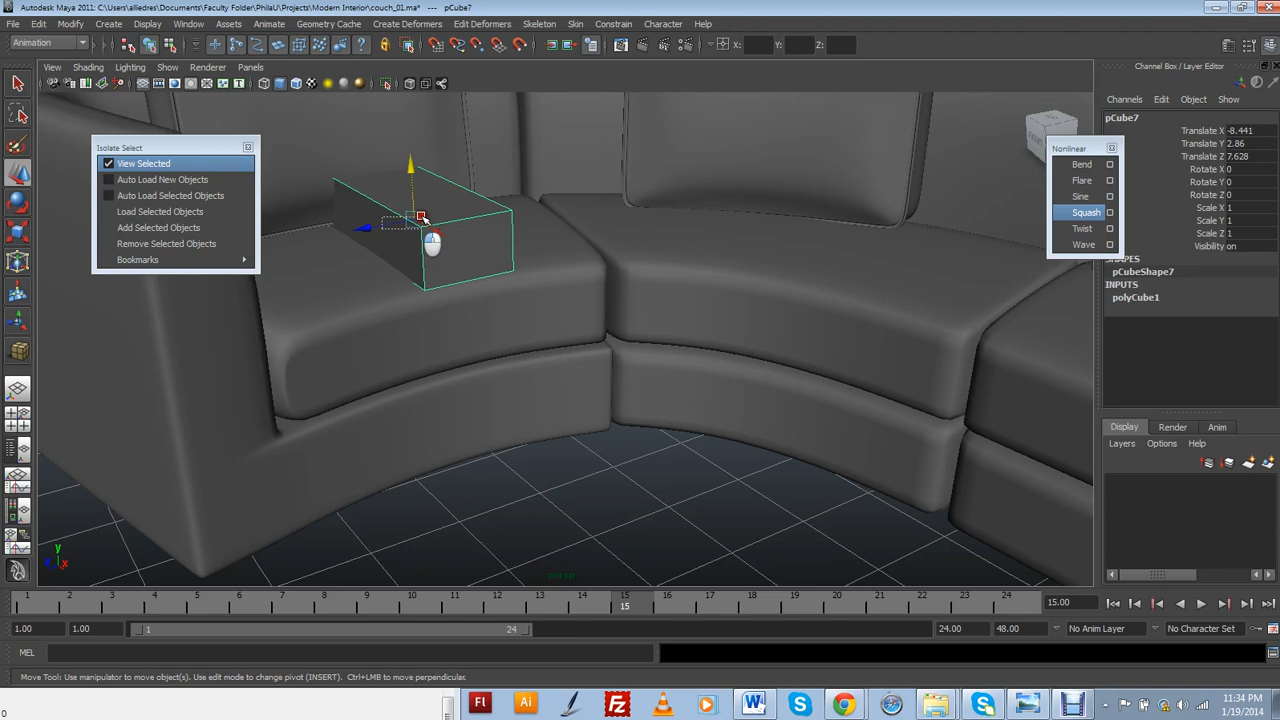 Autodesk Maya 2011 x64: C:\Users\alliedres\Documents\Faculty Folder\PhilaU\Projects\Modern Interior\couch_01.ma*  ---  pCube7
File Edit Modify Create Display Window Assets Animate Geometry Cache Create Deformers Edit Deformers Skeleton Skin Constrain Character Help
Animation X: Y: Z:
View Shading Lighting Show Renderer Panels
Channel Box / Layer Editor
Channels Edit Object Show
pCube7
Translate X -8.441
Translate Y 2.86
Translate Z 7.628
Rotate X 0
Rotate Y 0
Rotate Z 0
Scale X 1
Scale Y 1
Scale Z 1
Visibility on
SHAPES
pCubeShape7
INPUTS
polyCube1
Isolate Select
View Selected
Auto Load New Objects
Auto Load Selected Objects
Load Selected Objects
Add Selected Objects
Remove Selected Objects
Bookmarks
Nonlinear
Bend
Flare
Sine
Squash
Twist
Wave
Display Render Anim
Layers Options Help
y
z x
persp
1 2 3 4 5 6 7 8 9 10 11 12 13 14 15 16 17 18 19 20 21 22 23 24
15
15.00
1.00 1.00 1 24 24.00 48.00 No Anim Layer No Character Set
MEL
Move Tool: Use manipulator to move object(s). Use edit mode to change pivot (INSERT). Ctrl+LMB to move perpendicular.
Fl Ai Fz W S S
11:34 PM
1/19/2014
0